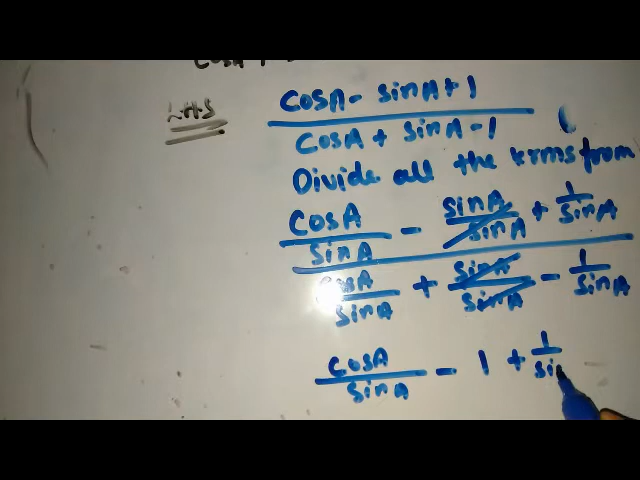 LHS
cosA - sinA + 1
cosA + sinA - 1
Divide all the terms from
cosA/sinA - sinA/sinA + 1/sinA
cosA/sinA + sinA/sinA - 1/sinA
cosA/sinA - 1 + 1/si